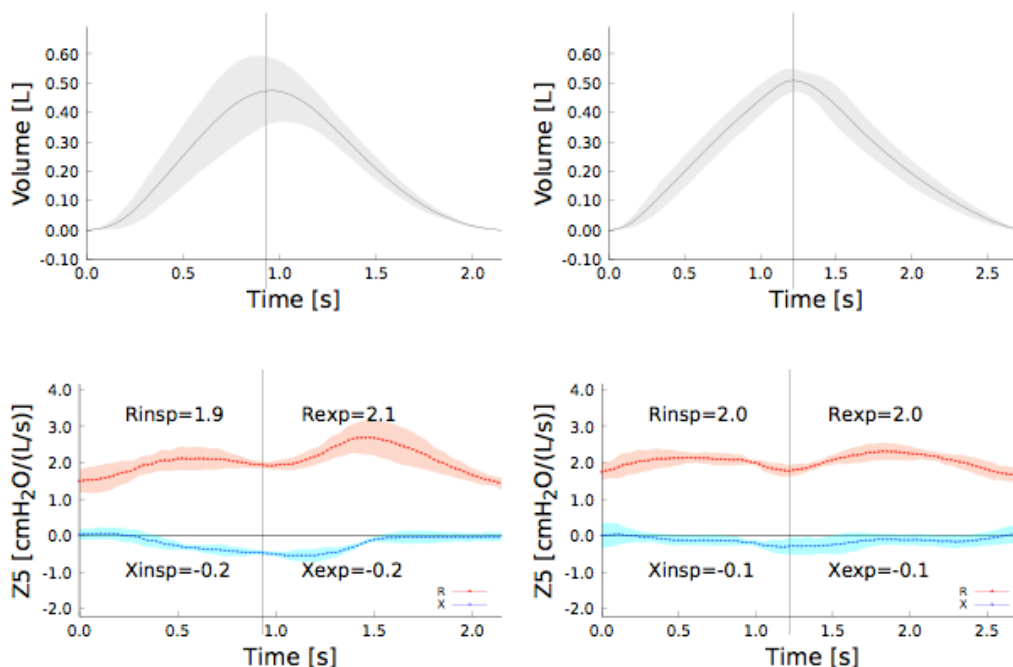 0.60
0.50
0.40
0.30
0.20
0.10
0.00
-0.10
Volume [L]
0.0 0.5 1.0 1.5 2.0
Time [s]
0.60
0.50
0.40
0.30
0.20
0.10
0.00
-0.10
Volume [L]
0.0 0.5 1.0 1.5 2.0 2.5
Time [s]
4.0
3.0
2.0
1.0
0.0
-1.0
-2.0
Z5 [cmH₂O/(L/s)]
Rinsp=1.9 Rexp=2.1
Xinsp=-0.2 Xexp=-0.2
R
X
0.0 0.5 1.0 1.5 2.0
Time [s]
4.0
3.0
2.0
1.0
0.0
-1.0
-2.0
Z5 [cmH₂O/(L/s)]
Rinsp=2.0 Rexp=2.0
Xinsp=-0.1 Xexp=-0.1
R
X
0.0 0.5 1.0 1.5 2.0 2.5
Time [s]